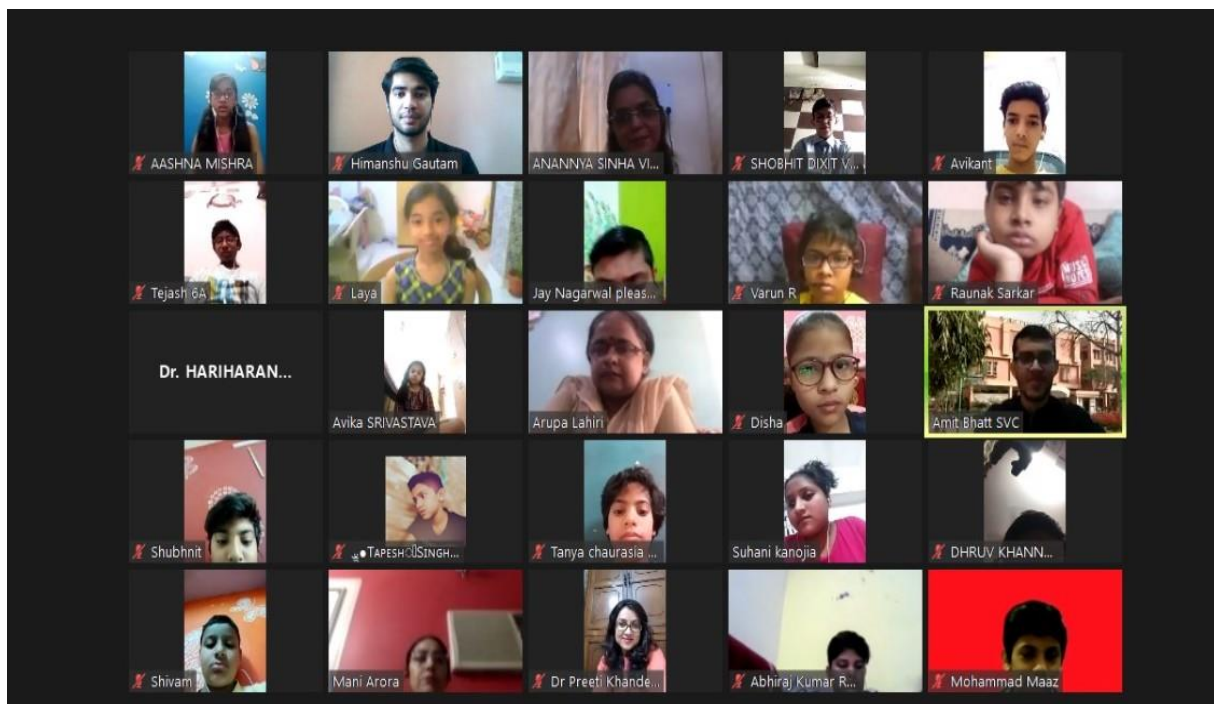 AASHNA MISHRA
Himanshu Gautam
ANANNYA SINHA VI...
SHOBHIT DIXIT V...
Avikant
Tejash 6A
Laya
Jay Nagarwal pleas...
Varun R
Raunak Sarkar
Dr. HARIHARAN...
Avika SRIVASTAVA
Arupa Lahiri
Disha
Amit Bhatt SVC
Shubhnit
TAPESH SINGH...
Tanya chaurasia ...
Suhani kanojia
DHRUV KHANN...
Shivam
Mani Arora
Dr Preeti Khande...
Abhiraj Kumar R...
Mohammad Maaz